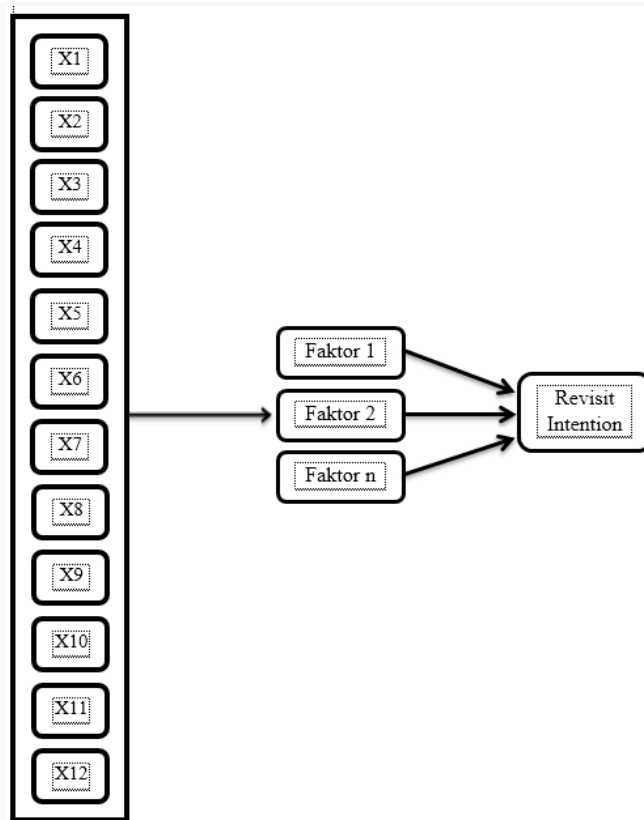 X1
X2
X3
X4
X5
X6
X7
X8
X9
X10
X11
X12
Faktor 1
Faktor 2
Faktor n
Revisit
Intention